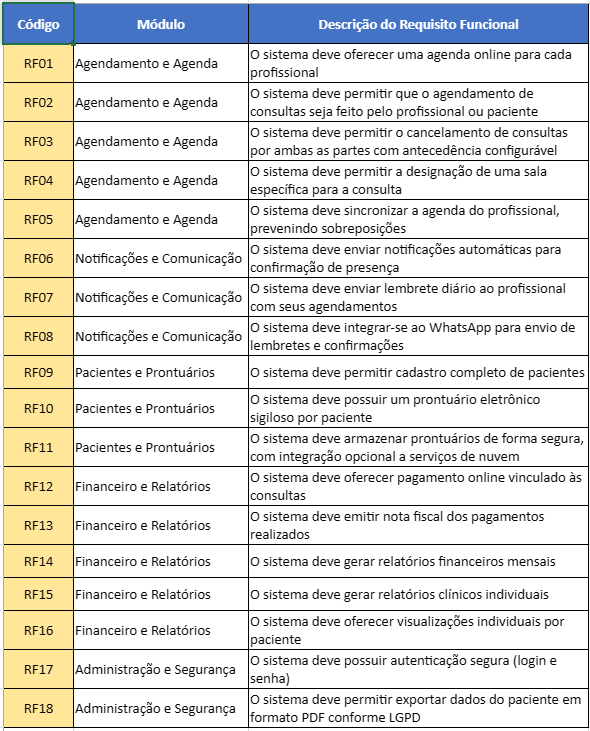 Código Módulo Descrição do Requisito Funcional
RF01 Agendamento e Agenda O sistema deve oferecer uma agenda online para cada
profissional
RF02 Agendamento e Agenda O sistema deve permitir que o agendamento de
consultas seja feito pelo profissional ou paciente
RF03 Agendamento e Agenda O sistema deve permitir o cancelamento de consultas
por ambas as partes com antecedência configurável
RF04 Agendamento e Agenda O sistema deve permitir a designação de uma sala
específica para a consulta
RF05 Agendamento e Agenda O sistema deve sincronizar a agenda do profissional,
prevenindo sobreposições
RF06 Notificações e Comunicação O sistema deve enviar notificações automáticas para
confirmação de presença
RF07 Notificações e Comunicação O sistema deve enviar lembrete diário ao profissional
com seus agendamentos
RF08 Notificações e Comunicação O sistema deve integrar-se ao WhatsApp para envio de
lembretes e confirmações
RF09 Pacientes e Prontuários O sistema deve permitir cadastro completo de pacientes
RF10 Pacientes e Prontuários O sistema deve possuir um prontuário eletrônico
sigiloso por paciente
RF11 Pacientes e Prontuários O sistema deve armazenar prontuários de forma segura,
com integração opcional a serviços de nuvem
RF12 Financeiro e Relatórios O sistema deve oferecer pagamento online vinculado às
consultas
RF13 Financeiro e Relatórios O sistema deve emitir nota fiscal dos pagamentos
realizados
RF14 Financeiro e Relatórios O sistema deve gerar relatórios financeiros mensais
RF15 Financeiro e Relatórios O sistema deve gerar relatórios clínicos individuais
RF16 Financeiro e Relatórios O sistema deve oferecer visualizações individuais por
paciente
RF17 Administração e Segurança O sistema deve possuir autenticação segura (login e
senha)
RF18 Administração e Segurança O sistema deve permitir exportar dados do paciente em
formato PDF conforme LGPD